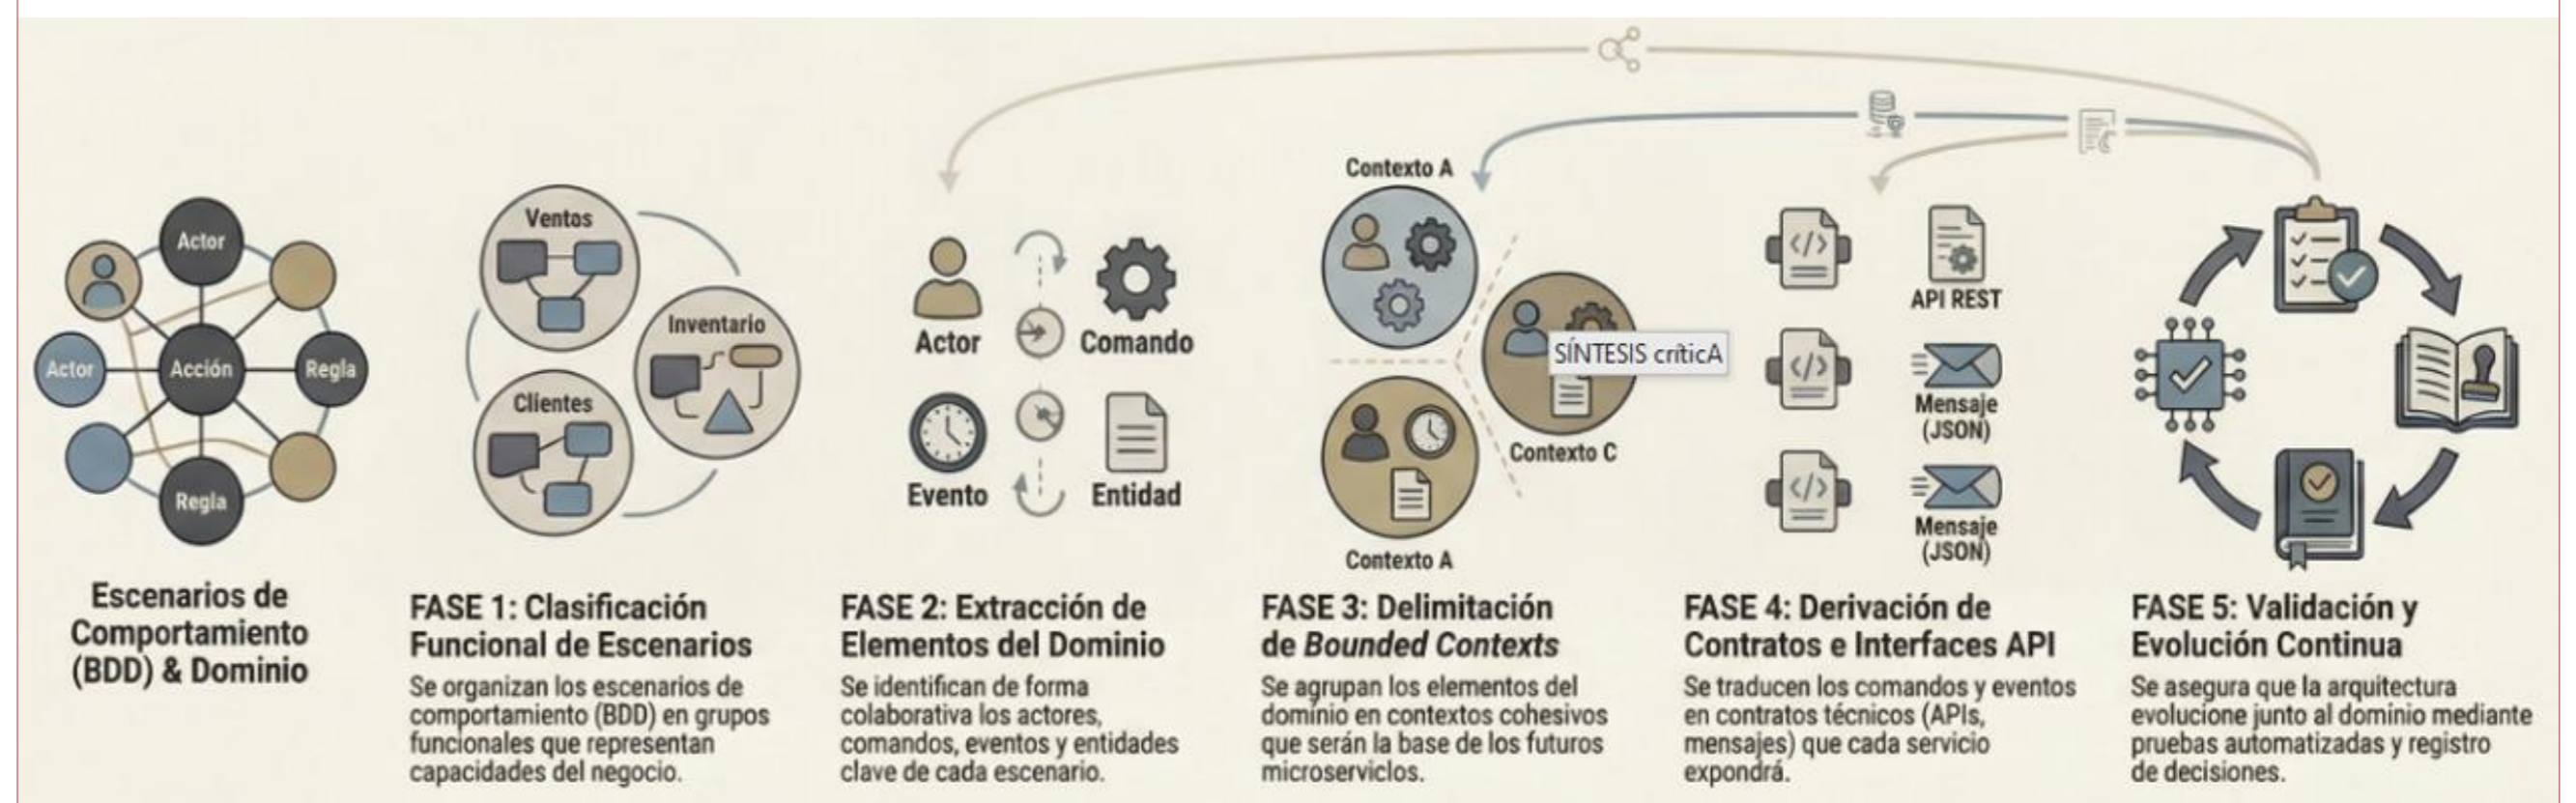 Actor
Actor
Acción
Regla
Regla
Escenarios de
Comportamiento
(BDD) & Dominio
Ventos
Inventario
Clientes
FASE 1: Clasificación
Funcional de Escenarios
Se organizan los escenarios de
comportamiento (BDD) en grupos
funcionales que representan
capacidades del negocio.
Actor
Comando
Evento
Entidad
FASE 2: Extracción de
Elementos del Dominio
Se identifican de forma
colaborativa los actores,
comandos, eventos y entidades
clave de cada escenario.
Contexto A
SÍNTESIS críticA
Contexto C
Contexto A
FASE 3: Delimitación
de Bounded Contexts
Se agrupan los elementos del
domínio en contextos cohesivos
que serán la base de los futuros
microserviclos.
</>
API REST
</>
Mensaje
(JSON)
</>
Mensaje
(JSON)
FASE 4: Derivación de
Contratos e Interfaces API
Se traducen los comandos y eventos
en contratos técnicos (APIs,
mensajes) que cada servicio
expondrá.
FASE 5: Validación y
Evolución Continua
Se asegura que la arquitectura
evolucione junto al dominio mediante
pruebas automatizadas y registro
de decisiones.